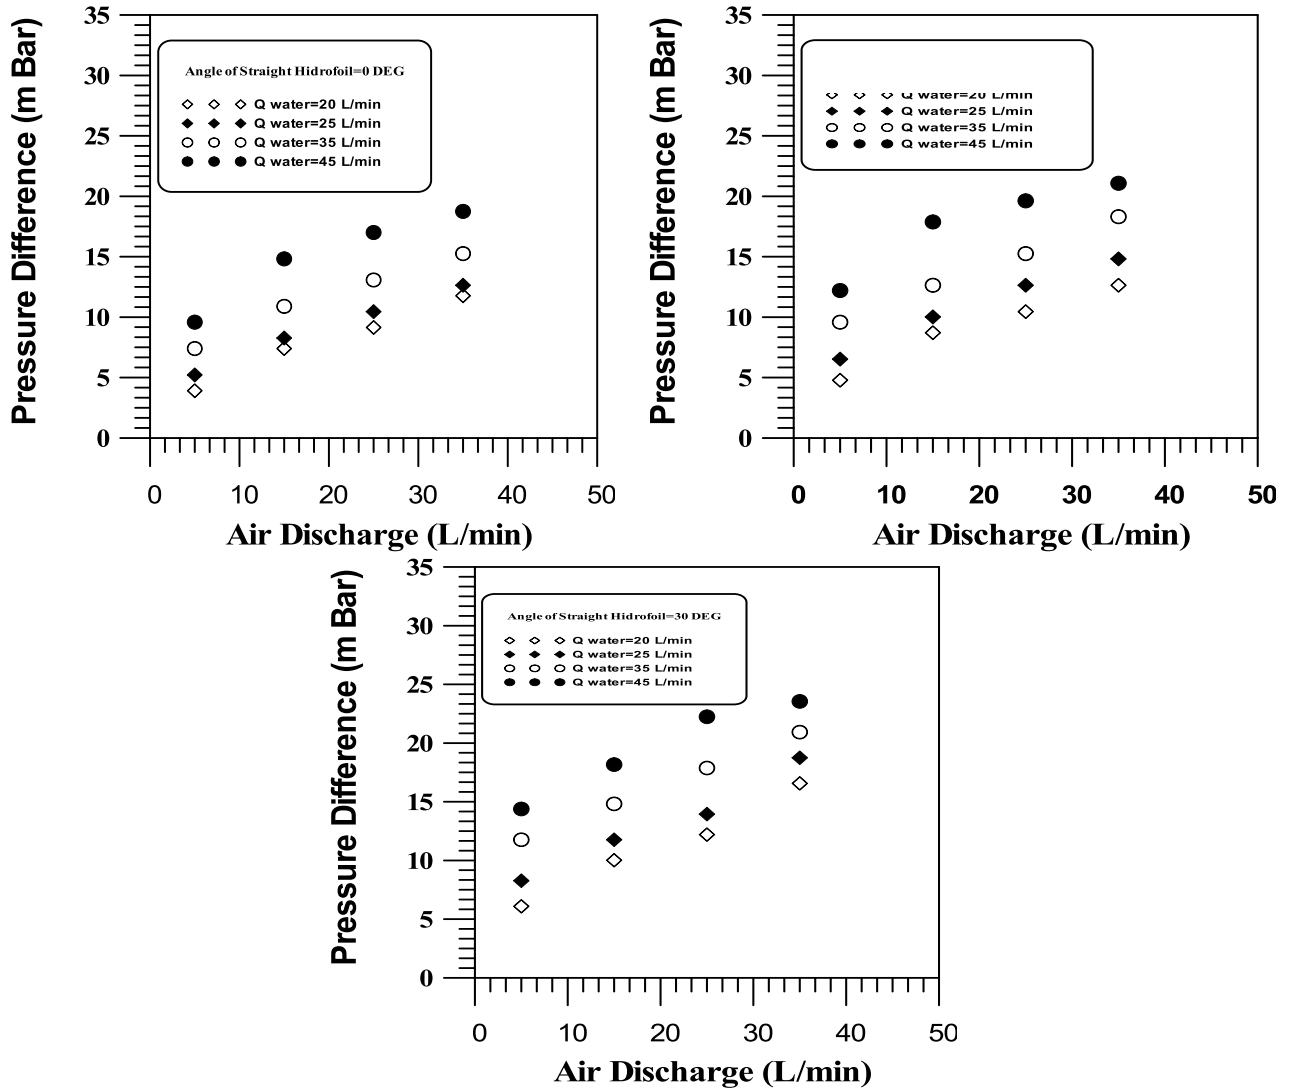 35
30
25
20
15
10
5
0
Pressure Difference (m Bar)
Angle of Straight Hidrofoil=0 DEG
Q water=20 L/min
Q water=25 L/min
Q water=35 L/min
Q water=45 L/min
0 10 20 30 40 50
Air Discharge (L/min)
35
30
25
20
15
10
5
0
Pressure Difference (m Bar)
Q water=20 L/min
Q water=25 L/min
Q water=35 L/min
Q water=45 L/min
0 10 20 30 40 50
Air Discharge (L/min)
35
30
25
20
15
10
5
0
Pressure Difference (m Bar)
Angle of Straight Hidrofoil=30 DEG
Q water=20 L/min
Q water=25 L/min
Q water=35 L/min
Q water=45 L/min
0 10 20 30 40 50
Air Discharge (L/min)